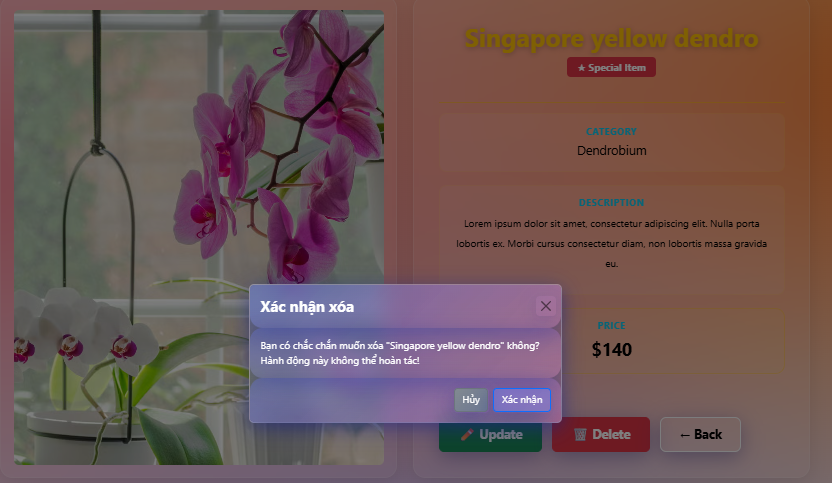 Singapore yellow dendro
★ Special Item
CATEGORY
Dendrobium
DESCRIPTION
Lorem ipsum dolor sit amet, consectetur adipiscing elit. Nulla porta
lobortis ex. Morbi cursus consectetur diam, non lobortis massa gravida
eu.
PRICE
$140
Xác nhận xóa
Bạn có chắc chắn muốn xóa "Singapore yellow dendro" không?
Hành động này không thể hoàn tác!
Hủy
Xác nhận
Update
Delete
← Back